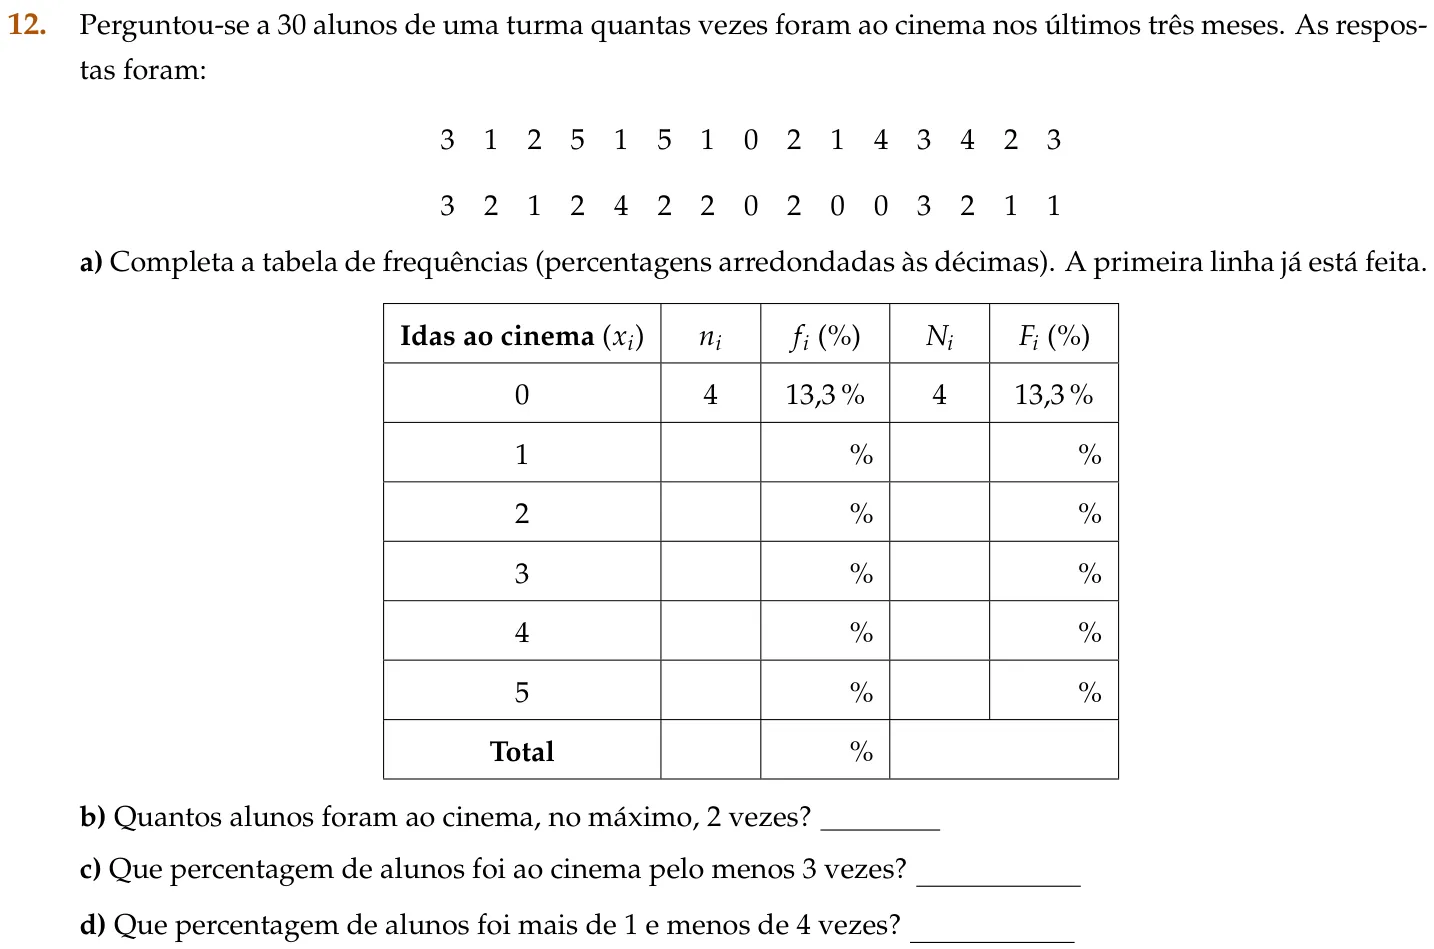 12. Perguntou-se a 30 alunos de uma turma quantas vezes foram ao cinema nos últimos três meses. As respos-
tas foram:
3 1 2 5 1 5 1 0 2 1 4 3 4 2 3
3 2 1 2 4 2 2 0 2 0 0 3 2 1 1
a) Completa a tabela de frequências (percentagens arredondadas às décimas). A primeira linha já está feita.
Idas ao cinema (xᵢ) nᵢ fᵢ (%) Nᵢ Fᵢ (%)
0 4 13,3 % 4 13,3 %
1 % %
2 % %
3 % %
4 % %
5 % %
Total %
b) Quantos alunos foram ao cinema, no máximo, 2 vezes? ________
c) Que percentagem de alunos foi ao cinema pelo menos 3 vezes? ___________
d) Que percentagem de alunos foi mais de 1 e menos de 4 vezes? ___________